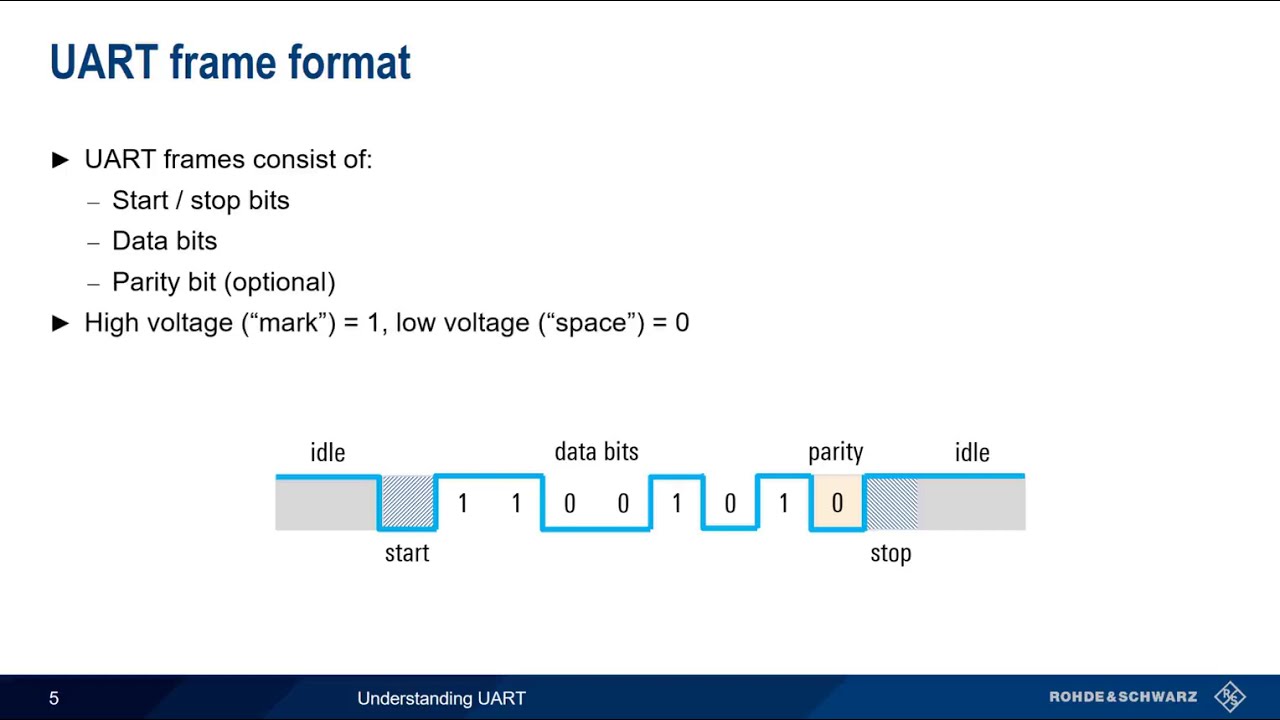 UART frame format
► UART frames consist of:
– Start / stop bits
– Data bits
– Parity bit (optional)
► High voltage (“mark”) = 1, low voltage (“space”) = 0
idle data bits parity idle
1 1 0 0 1 0 1 0
start stop
5 Understanding UART ROHDE & SCHWARZ R S